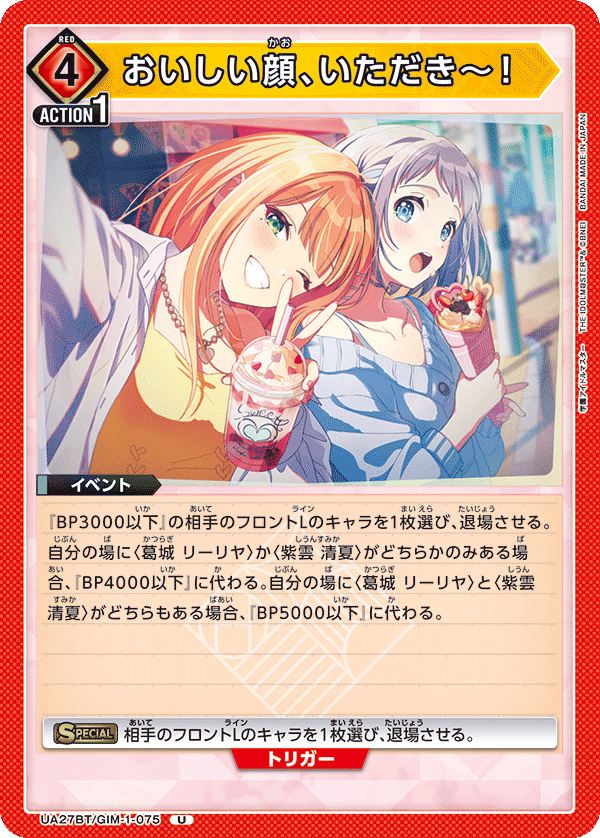 RED
4
おいしい顔、いただき〜!
かお
ACTION 1
BANDAI MADE IN JAPAN
THE IDOLM@STER™& ©BNEI
学園アイドルマスター
Sweety
イベント
『BP3000以下』の相手のフロントLのキャラを1枚選び、退場させる。
自分の場に〈葛城 リーリヤ〉か〈紫雲 清夏〉がどちらかのみある場
合、『BP4000以下』に代わる。自分の場に〈葛城 リーリヤ〉と〈紫雲
清夏〉がどちらもある場合、『BP5000以下』に代わる。
SPECIAL 相手のフロントLのキャラを1枚選び、退場させる。
トリガー
UA27BT/GIM-1-075 U